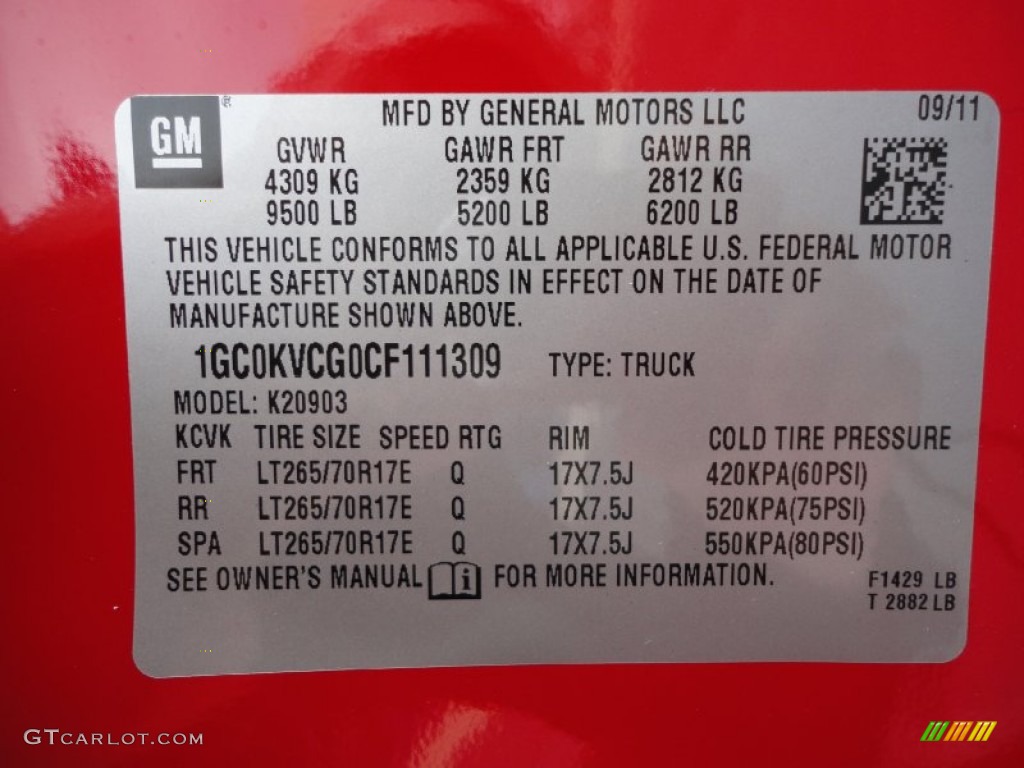 GM ® MFD BY GENERAL MOTORS LLC 09/11
GVWR GAWR FRT GAWR RR
4309 KG 2359 KG 2812 KG
9500 LB 5200 LB 6200 LB
THIS VEHICLE CONFORMS TO ALL APPLICABLE U.S. FEDERAL MOTOR
VEHICLE SAFETY STANDARDS IN EFFECT ON THE DATE OF
MANUFACTURE SHOWN ABOVE.
1GC0KVCG0CF111309 TYPE: TRUCK
MODEL: K20903
KCVK TIRE SIZE SPEED RTG RIM COLD TIRE PRESSURE
FRT LT265/70R17E Q 17X7.5J 420KPA(60PSI)
RR LT265/70R17E Q 17X7.5J 520KPA(75PSI)
SPA LT265/70R17E Q 17X7.5J 550KPA(80PSI)
SEE OWNER'S MANUAL i FOR MORE INFORMATION.
F1429 LB
T 2882 LB
GTCARLOT.COM